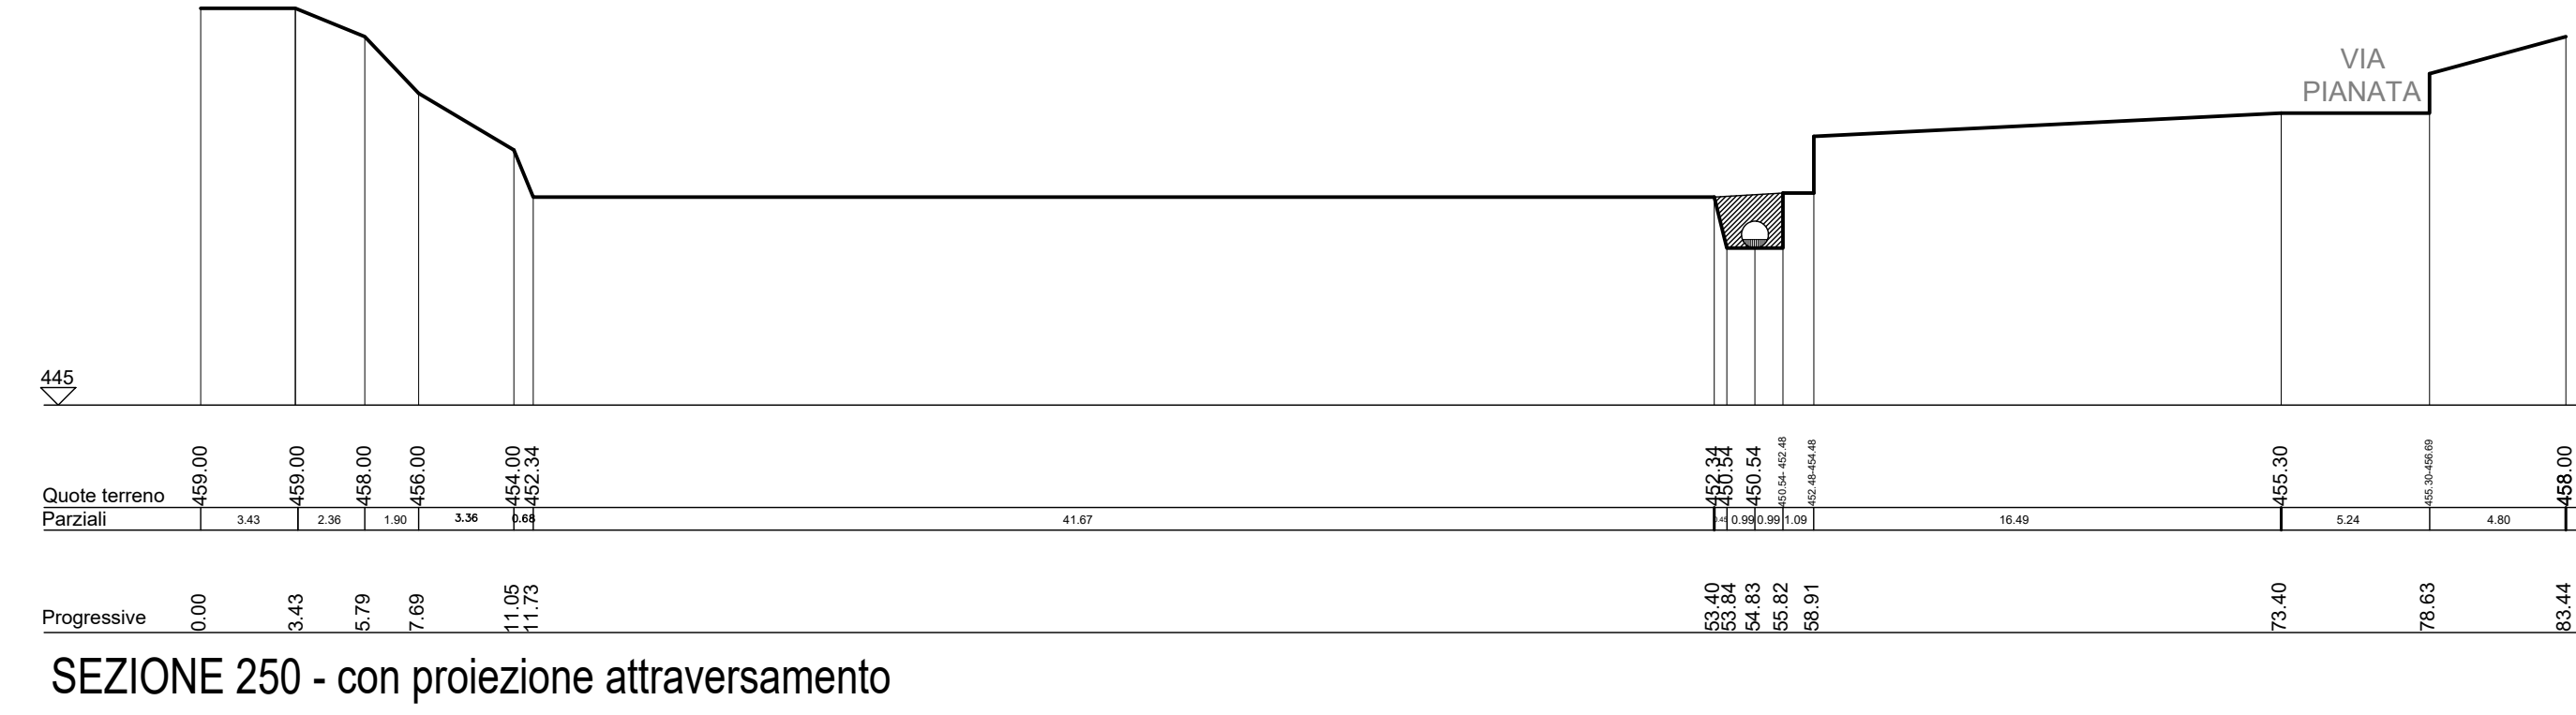 VIA
PIANATA
445
Quote terreno 459.00 459.00 458.00 456.00 454.00 452.34 452.34 450.54 450.54 450.54- 452.48 452.48-454.48 455.30 455.30-456.69 458.00
Parziali 3.43 2.36 1.90 3.36 0.68 41.67 0.45 0.99 0.99 1.09 16.49 5.24 4.80
Progressive 0.00 3.43 5.79 7.69 11.05 11.73 53.40 53.84 54.83 55.82 58.91 73.40 78.63 83.44
SEZIONE 250 - con proiezione attraversamento